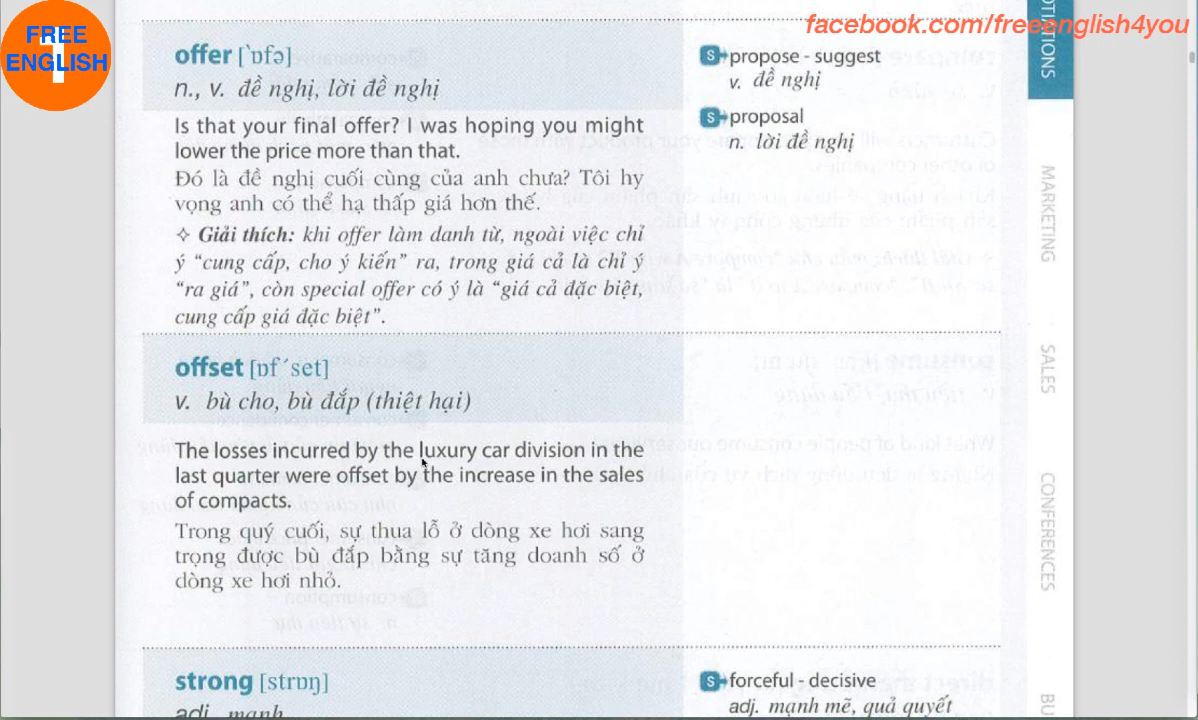 FREE
ENGLISH
1
facebook.com/freeenglish4you
offer [ˋɒfə]
n., v. đề nghị, lời đề nghị
Is that your final offer? I was hoping you might
lower the price more than that.
Đó là đề nghị cuối cùng của anh chưa? Tôi hy
vọng anh có thể hạ thấp giá hơn thế.
✧ Giải thích: khi offer làm danh từ, ngoài việc chỉ
ý “cung cấp, cho ý kiến” ra, trong giá cả là chỉ ý
“ra giá”, còn special offer có ý là “giá cả đặc biệt,
cung cấp giá đặc biệt”.
S propose - suggest
v. đề nghị
S proposal
n. lời đề nghị
offset [ɒfˊset]
v. bù cho, bù đắp (thiệt hại)
The losses incurred by the luxury car division in the
last quarter were offset by the increase in the sales
of compacts.
Trong quý cuối, sự thua lỗ ở dòng xe hơi sang
trọng được bù đắp bằng sự tăng doanh số ở
dòng xe hơi nhỏ.
strong [strɒŋ]
adj. mạnh
S forceful - decisive
adj. mạnh mẽ, quả quyết
OTIATIONS
MARKETING
SALES
CONFERENCES
BU